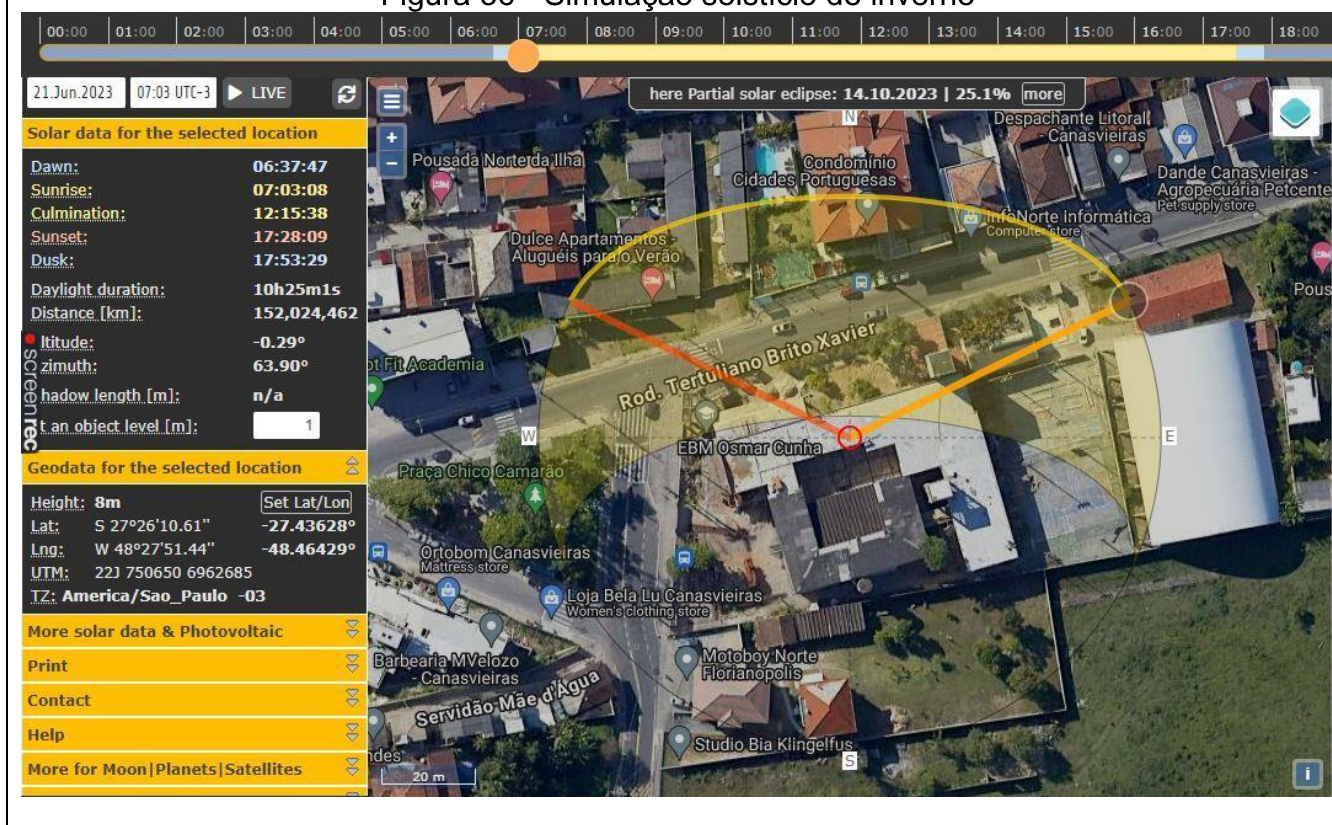 00:00 01:00 02:00 03:00 04:00 05:00 06:00 07:00 08:00 09:00 10:00 11:00 12:00 13:00 14:00 15:00 16:00 17:00 18:00
21.Jun.2023 07:03 UTC-3 LIVE
here Partial solar eclipse: 14.10.2023 | 25.1% more
Solar data for the selected location
Dawn: 06:37:47
Sunrise: 07:03:08
Culmination: 12:15:38
Sunset: 17:28:09
Dusk: 17:53:29
Daylight duration: 10h25m1s
Distance [km]: 152,024,462
ltitude: -0.29°
zimuth: 63.90°
hadow length [m]: n/a
t an object level [m]: 1
screenrec
Geodata for the selected location
Height: 8m Set Lat/Lon
Lat: S 27°26'10.61" -27.43628°
Lng: W 48°27'51.44" -48.46429°
UTM: 22J 750650 6962685
TZ: America/Sao_Paulo -03
More solar data & Photovoltaic
Print
Contact
Help
More for Moon|Planets|Satellites
+
−
N
Despachante Litoral
- Canasvieiras
Pousada Norte da Ilha
Condomínio
Cidades Portuguesas
Dande Canasvieiras -
Agropecuária Petcente
Pet supply store
InfoNorte Informática
Computer store
Dulce Apartamentos -
Aluguéis para o Verão
Pous
Rod. Tertuliano Brito Xavier
ot Fit Academia
W
E
EBM Osmar Cunha
Praça Chico Camarão
Ortobom Canasvieiras
Mattress store
Loja Bela Lu Canasvieiras
Women's clothing store
Barbearia MVelozo
- Canasvieiras
Motoboy Norte
Florianopolis
Servidão Mãe d'Água
Studio Bia Klingelfus
S
ndes
20 m
i